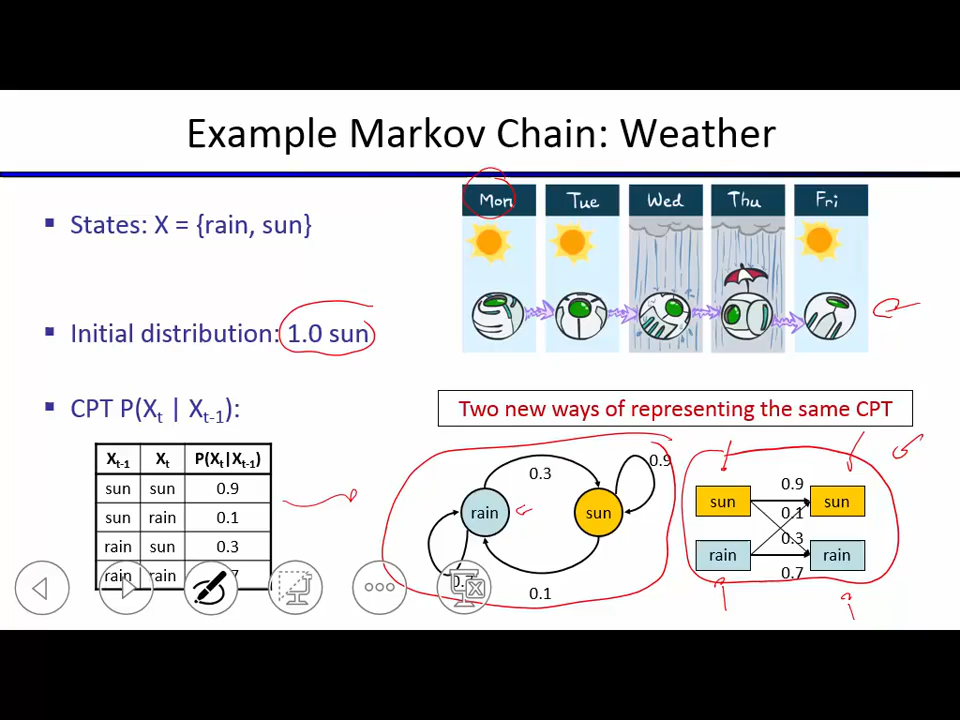 Example Markov Chain: Weather
▪ States: X = {rain, sun}
▪ Initial distribution: 1.0 sun
▪ CPT P(Xt | Xt-1):
Xt-1 Xt P(Xt|Xt-1)
sun sun 0.9
sun rain 0.1
rain sun 0.3
rain rain
Mon Tue Wed Thu Fri
Two new ways of representing the same CPT
0.3
0.9
rain sun
0.1
sun 0.9 sun
0.1
0.3
rain 0.7 rain